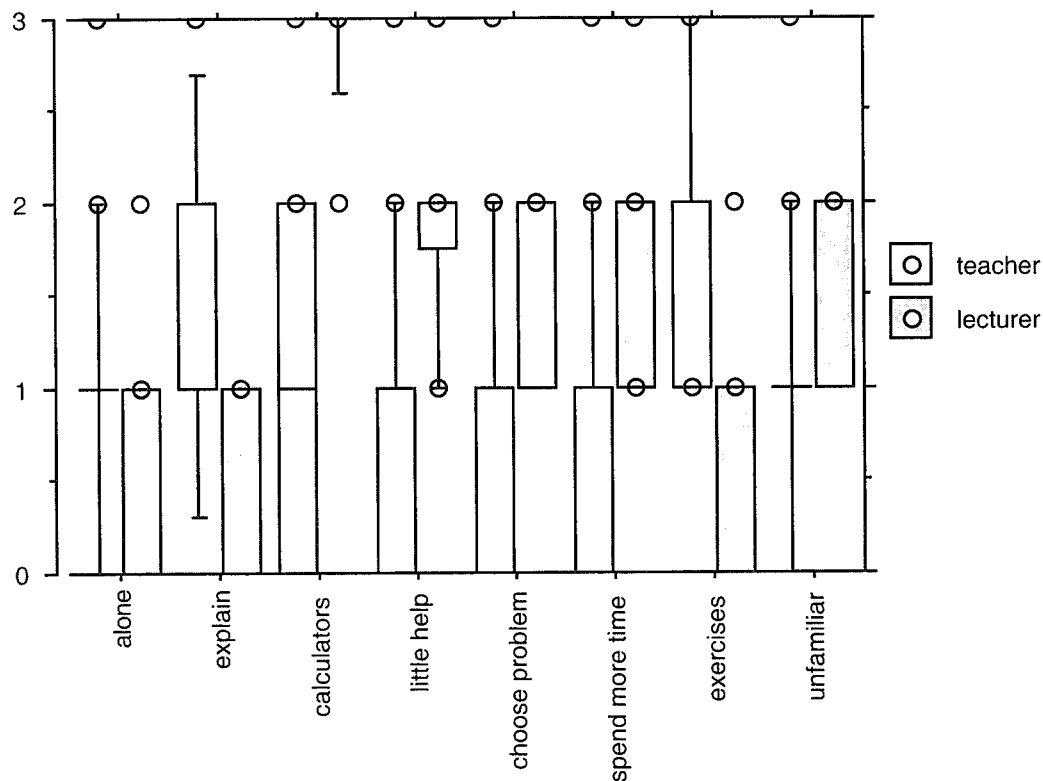 3
2
1
0
teacher
lecturer
alone
explain
calculators
little help
choose problem
spend more time
exercises
unfamiliar